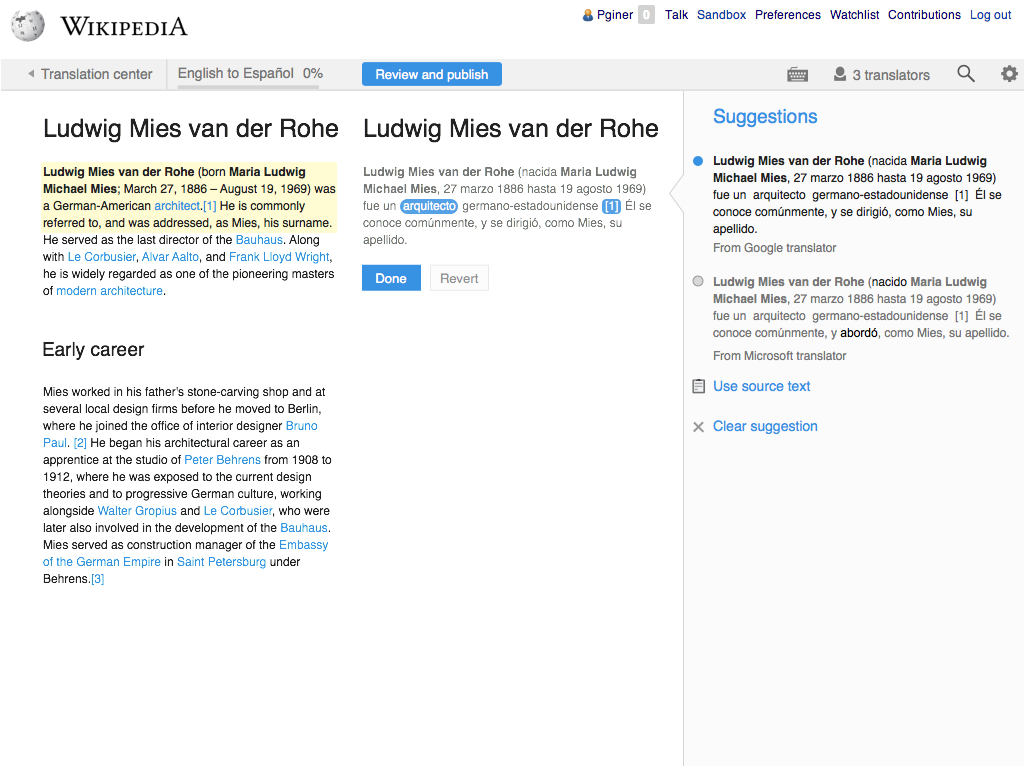 WIKIPEDIA
Pginer 0 Talk Sandbox Preferences Watchlist Contributions Log out
Translation center
English to Español 0%
Review and publish
3 translators
Ludwig Mies van der Rohe
Ludwig Mies van der Rohe (born Maria Ludwig
Michael Mies; March 27, 1886 – August 19, 1969) was
a German-American architect.[1] He is commonly
referred to, and was addressed, as Mies, his surname.
He served as the last director of the Bauhaus. Along
with Le Corbusier, Alvar Aalto, and Frank Lloyd Wright,
he is widely regarded as one of the pioneering masters
of modern architecture.
Early career
Mies worked in his father's stone-carving shop and at
several local design firms before he moved to Berlin,
where he joined the office of interior designer Bruno
Paul. [2] He began his architectural career as an
apprentice at the studio of Peter Behrens from 1908 to
1912, where he was exposed to the current design
theories and to progressive German culture, working
alongside Walter Gropius and Le Corbusier, who were
later also involved in the development of the Bauhaus.
Mies served as construction manager of the Embassy
of the German Empire in Saint Petersburg under
Behrens.[3]
Ludwig Mies van der Rohe
Ludwig Mies van der Rohe (nacida Maria Ludwig
Michael Mies, 27 marzo 1886 hasta 19 agosto 1969)
fue un arquitecto germano-estadounidense [1] Él se
conoce comúnmente, y se dirigió, como Mies, su
apellido.
Done Revert
Suggestions
Ludwig Mies van der Rohe (nacida Maria Ludwig
Michael Mies, 27 marzo 1886 hasta 19 agosto 1969)
fue un arquitecto germano-estadounidense [1] Él se
conoce comúnmente, y se dirigió, como Mies, su
apellido.
From Google translator
Ludwig Mies van der Rohe (nacido Maria Ludwig
Michael Mies, 27 marzo 1886 hasta 19 agosto 1969)
fue un arquitecto germano-estadounidense [1] Él se
conoce comúnmente, y abordó, como Mies, su apellido.
From Microsoft translator
Use source text
Clear suggestion